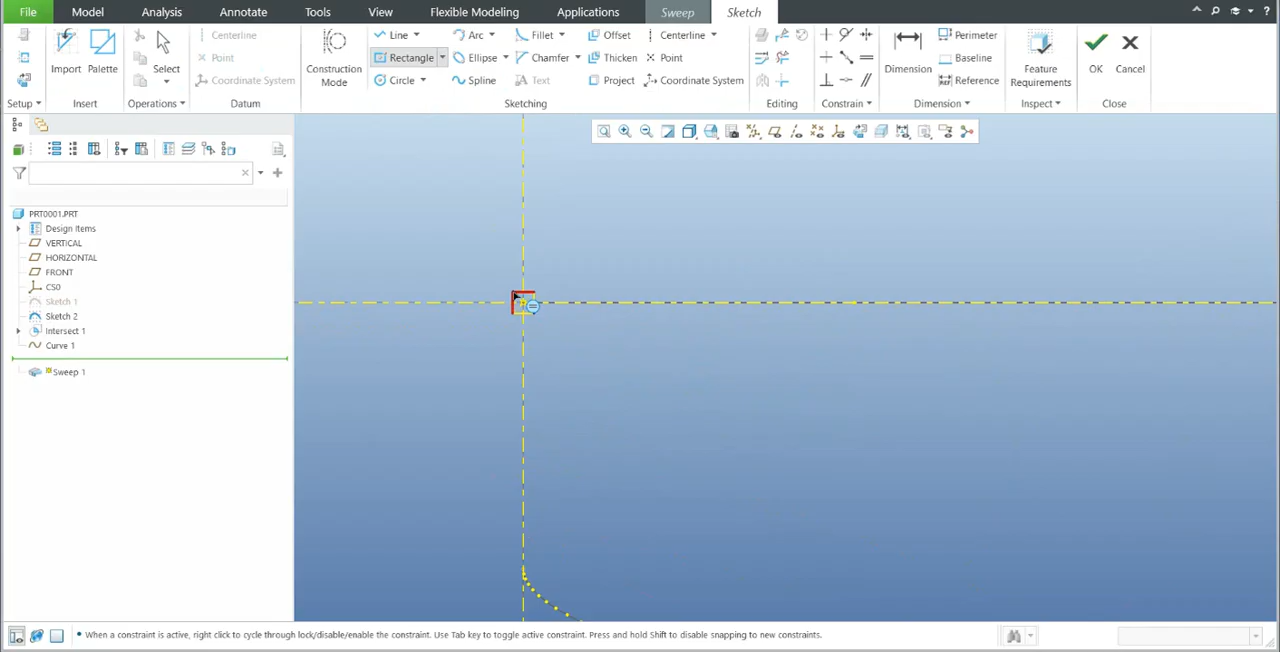 File Model Analysis Annotate Tools View Flexible Modeling Applications Sweep Sketch
Import Palette Select Centerline Point Coordinate System Construction Mode Line Rectangle Circle Arc Ellipse Spline Fillet Chamfer Text Offset Thicken Project Centerline Point Coordinate System Dimension Perimeter Baseline Reference Feature Requirements OK Cancel
Setup Insert Operations Datum Sketching Editing Constrain Dimension Inspect Close
PRT0001.PRT
Design Items
VERTICAL
HORIZONTAL
FRONT
CS0
Sketch 1
Sketch 2
Intersect 1
Curve 1
Sweep 1
• When a constraint is active, right click to cycle through lock/disable/enable the constraint. Use Tab key to toggle active constraint. Press and hold Shift to disable snapping to new constraints.